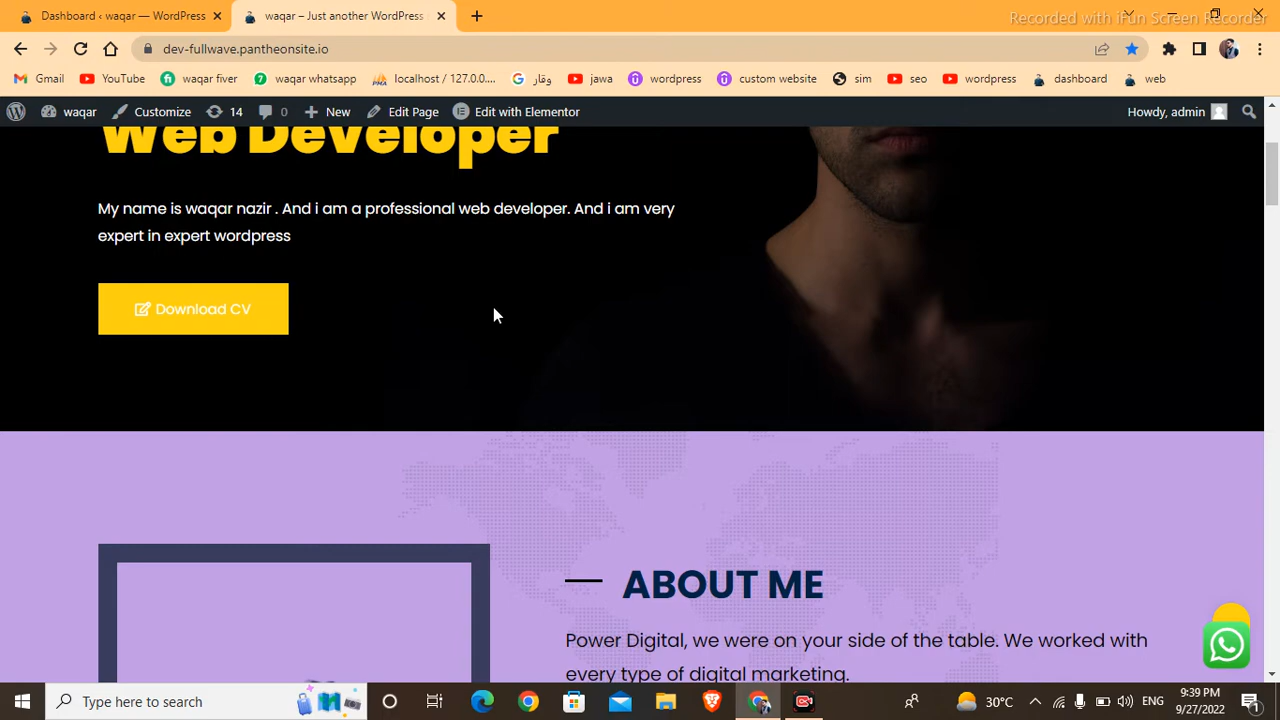 Dashboard ‹ waqar — WordPress
waqar – Just another WordPress
Recorded with iFun Screen Recorder
dev-fullwave.pantheonsite.io
Gmail YouTube waqar fiver waqar whatsapp localhost / 127.0.0.... وقار jawa wordpress custom website sim seo wordpress dashboard web
waqar Customize 14 0 New Edit Page Edit with Elementor Howdy, admin
Web Developer
My name is waqar nazir . And i am a professional web developer. And i am very
expert in expert wordpress
Download CV
ABOUT ME
Power Digital, we were on your side of the table. We worked with
every type of digital marketing.
Type here to search
30°C ENG 9:39 PM
9/27/2022
1